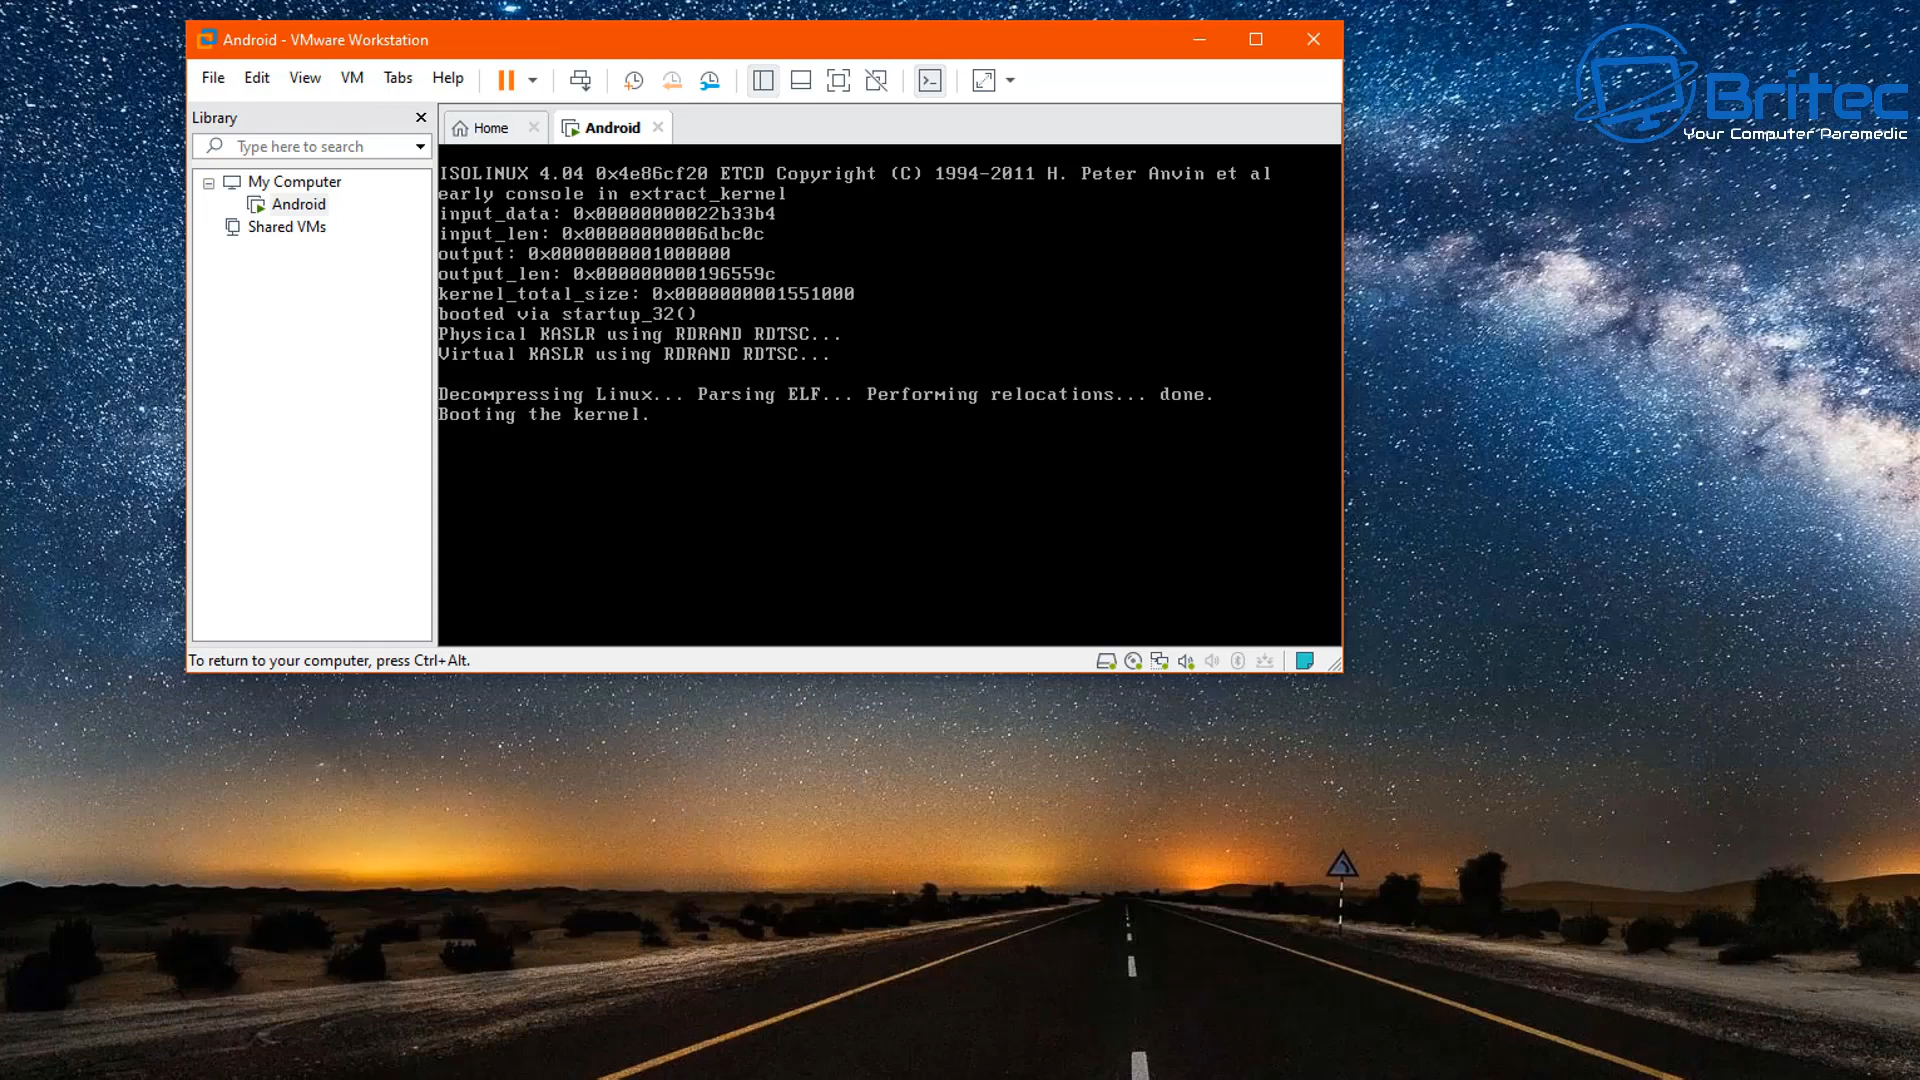 Android - VMware Workstation
File Edit View VM Tabs Help
Library
Type here to search
My Computer
Android
Shared VMs
Home
Android
ISOLINUX 4.04 0x4e86cf20 ETCD Copyright (C) 1994-2011 H. Peter Anvin et al
early console in extract_kernel
input_data: 0x00000000022b33b4
input_len: 0x00000000006dbc0c
output: 0x0000000001000000
output_len: 0x000000000196559c
kernel_total_size: 0x0000000001551000
booted via startup_32()
Physical KASLR using RDRAND RDTSC...
Virtual KASLR using RDRAND RDTSC...
Decompressing Linux... Parsing ELF... Performing relocations... done.
Booting the kernel.
To return to your computer, press Ctrl+Alt.
Britec
Your Computer Paramedic